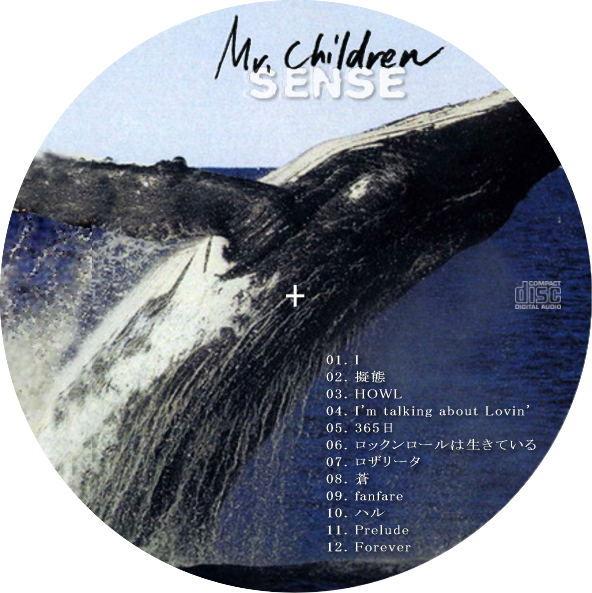 Mr. Children
SENSE
COMPACT
disc
DIGITAL AUDIO
01. I
02. 擬態
03. HOWL
04. I'm talking about Lovin'
05. 365日
06. ロックンロールは生きている
07. ロザリータ
08. 蒼
09. fanfare
10. ハル
11. Prelude
12. Forever